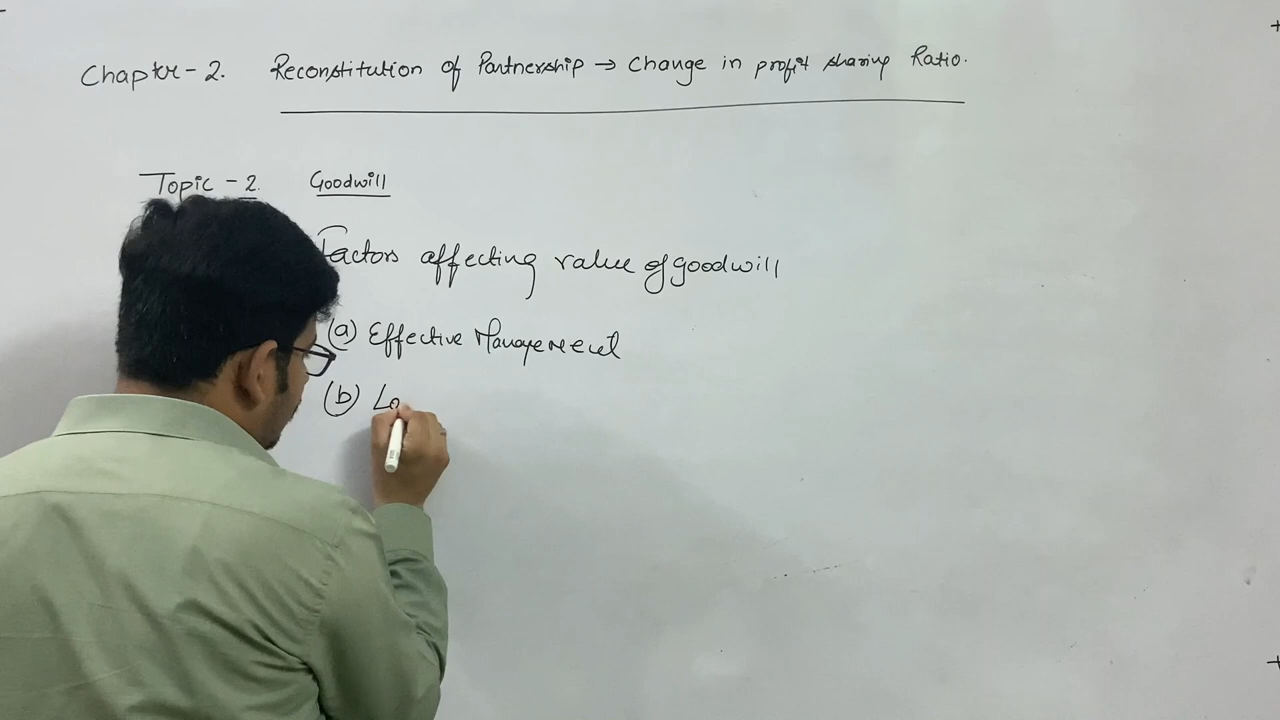 Chapter-2. Reconstitution of Partnership → Change in profit sharing Ratio.
Topic-2. Goodwill
Factors affecting value of goodwill
(a) Effective Management
(b) Lo